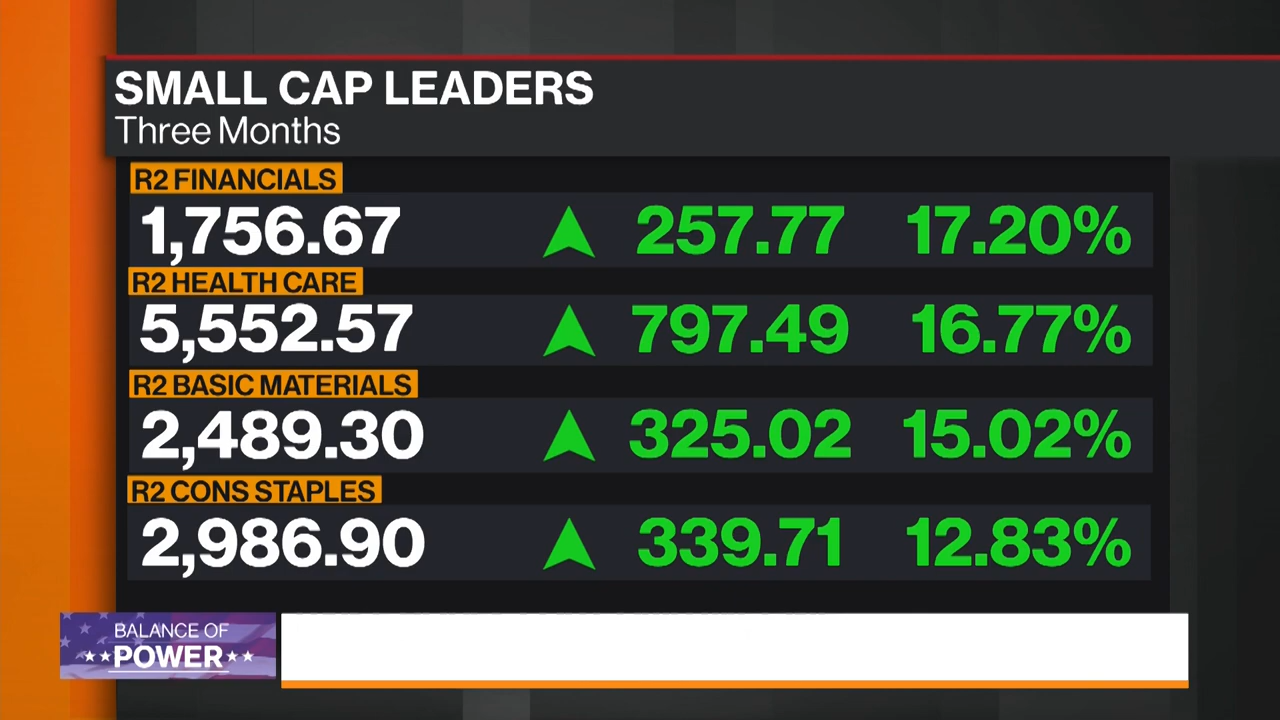 SMALL CAP LEADERS
Three Months
R2 FINANCIALS
1,756.67 257.77 17.20%
R2 HEALTH CARE
5,552.57 797.49 16.77%
R2 BASIC MATERIALS
2,489.30 325.02 15.02%
R2 CONS STAPLES
2,986.90 339.71 12.83%
BALANCE OF
POWER